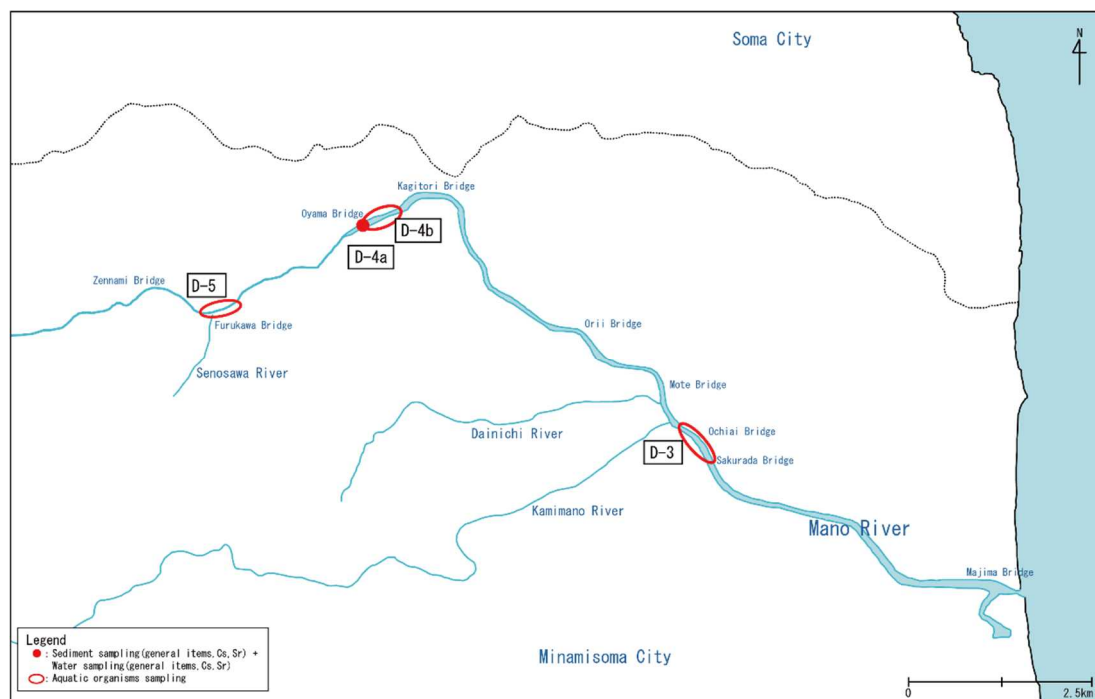 Soma City
N
Kagitori Bridge
Oyama Bridge
D-4b
D-4a
Zennami Bridge
D-5
Furukawa Bridge
Orii Bridge
Senosawa River
Mote Bridge
Dainichi River
Ochiai Bridge
D-3
Sakurada Bridge
Kamimano River
Mano River
Majima Bridge
Minamisoma City
Legend
: Sediment sampling(general items,Cs,Sr) +
Water sampling(general items,Cs,Sr)
: Aquatic organisms sampling
0
2.5km